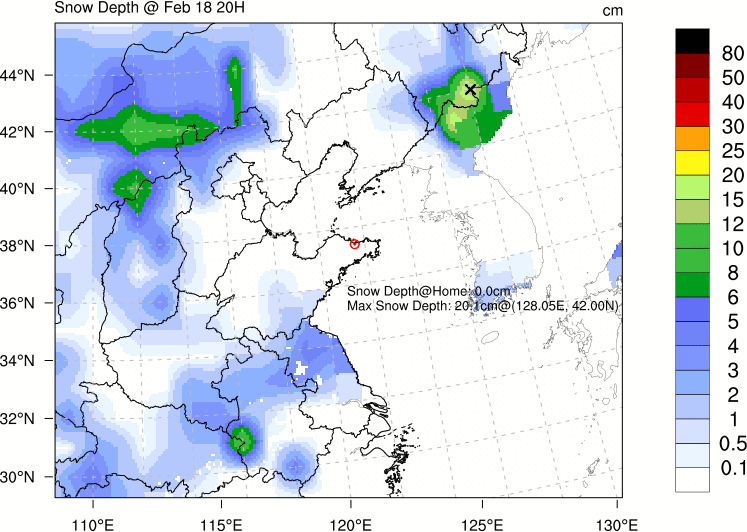 Snow Depth @ Feb 18 20H
cm
44°N
42°N
40°N
38°N
36°N
34°N
32°N
30°N
Snow Depth@Home: 0.0cm
Max Snow Depth: 20.1cm@(128.05E, 42.00N)
110°E
115°E
120°E
125°E
130°E
80
50
40
30
25
20
15
12
10
8
6
5
4
3
2
1
0.5
0.1